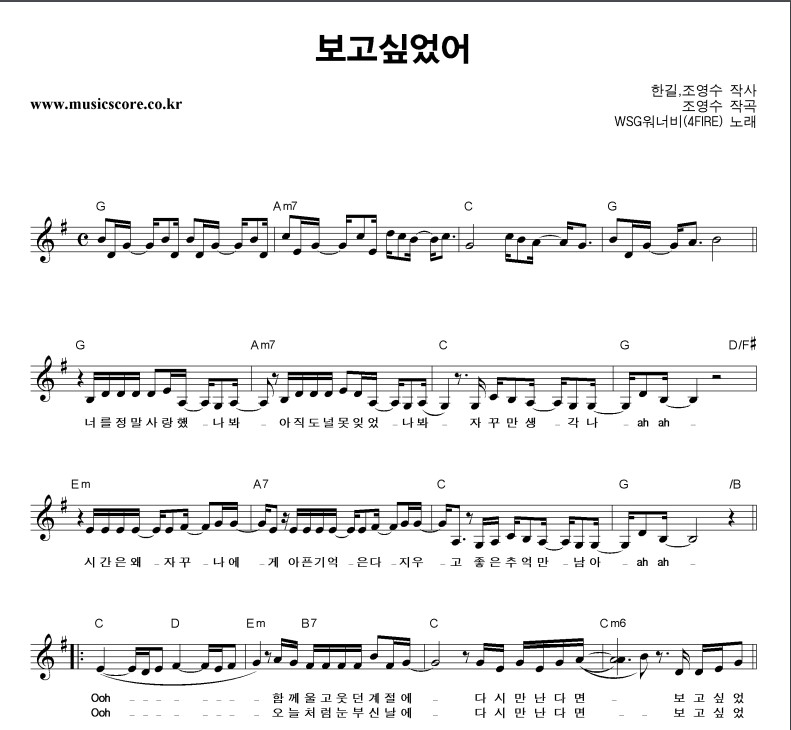 보고싶었어
한길,조영수 작사
www.musicscore.co.kr
조영수 작곡
WSG워너비(4FIRE) 노래
G Am7 C G
G Am7 C G D/F#
너를정말사랑했 나봐 아직도널못잊었 나봐 자꾸만생 각나 ah ah
Em A7 C G /B
시간은왜 자꾸 나에 게 아픈기억 은다 지우 고 좋은추억만 남아 ah ah
C D Em B7 C Cm6
Ooh 함께울고웃던계절에 다시만난다면 보고싶었
Ooh 오늘처럼눈부신날에 다시만난다면 보고싶었